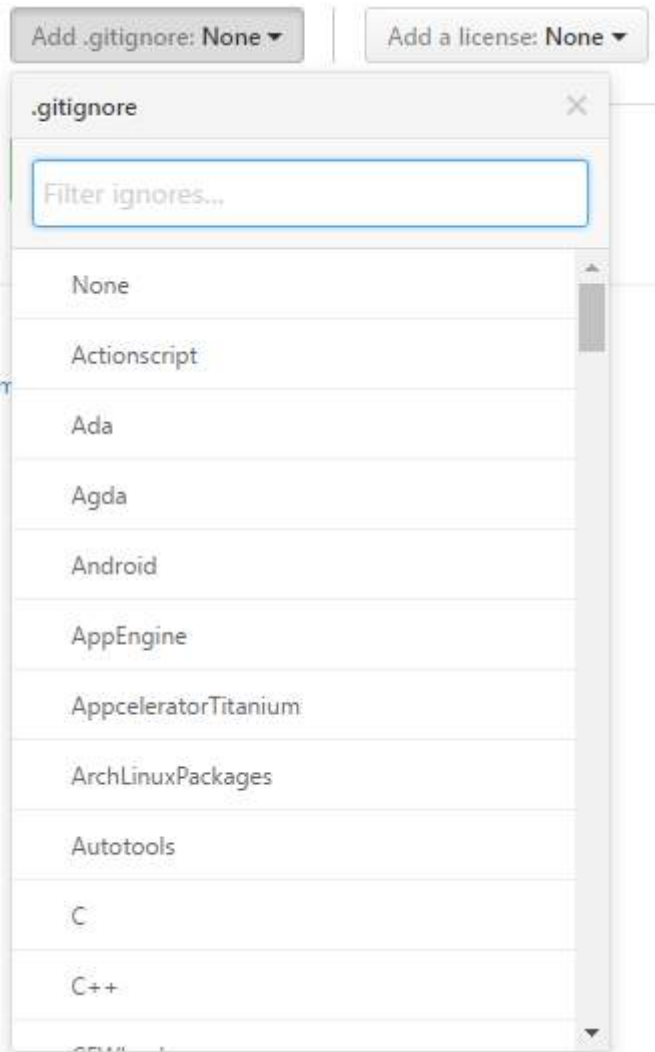 Add .gitignore: None Add a license: None
.gitignore
Filter ignores...
None
Actionscript
Ada
Agda
Android
AppEngine
AppceleratorTitanium
ArchLinuxPackages
Autotools
C
C++